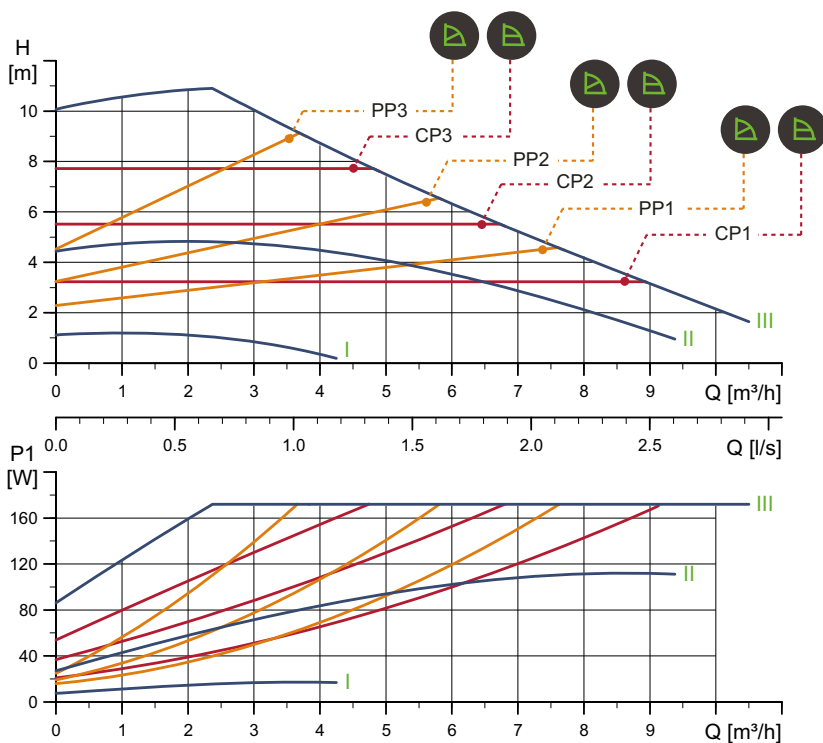 H
[m]
10
8
6
4
2
0
PP3
CP3
PP2
CP2
PP1
CP1
III
II
I
0 1 2 3 4 5 6 7 8 9 Q [m³/h]
0.0 0.5 1.0 1.5 2.0 2.5 Q [l/s]
P1
[W]
160
120
80
40
0
III
II
I
0 1 2 3 4 5 6 7 8 9 Q [m³/h]